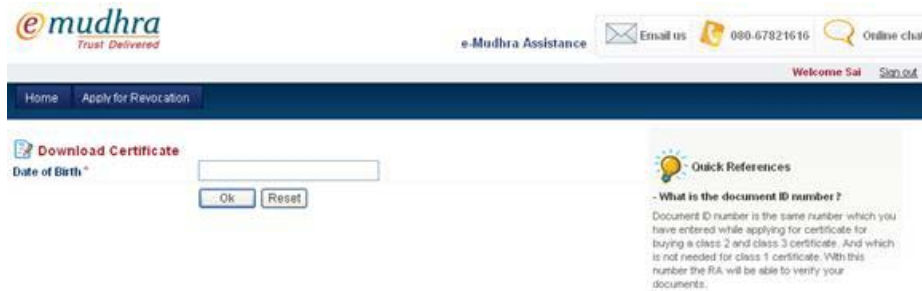 e mudhra
Trust Delivered
e-Mudhra Assistance
Email us
080-67821616
Online chat
Welcome Sai
Sign out
Home
Apply for Revocation
Download Certificate
Date of Birth *
Ok
Reset
Quick References
- What is the document ID number ?
Document ID number is the same number which you
have entered while applying for certificate for
buying a class 2 and class 3 certificate. And which
is not needed for class 1 certificate. With this
number the RA will be able to verify your
documents.